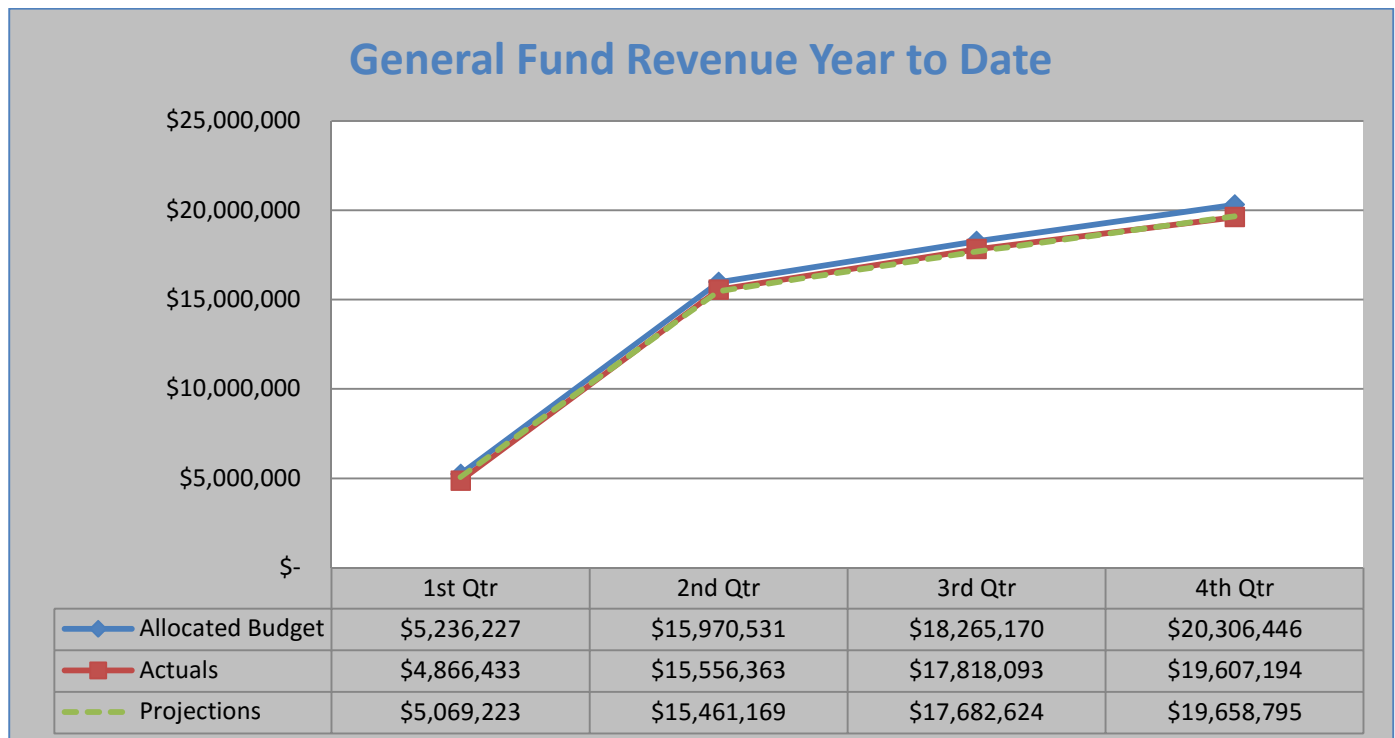 General Fund Revenue Year to Date
$25,000,000
$20,000,000
$15,000,000
$10,000,000
$5,000,000
$-
1st Qtr 2nd Qtr 3rd Qtr 4th Qtr
Allocated Budget $5,236,227 $15,970,531 $18,265,170 $20,306,446
Actuals $4,866,433 $15,556,363 $17,818,093 $19,607,194
Projections $5,069,223 $15,461,169 $17,682,624 $19,658,795